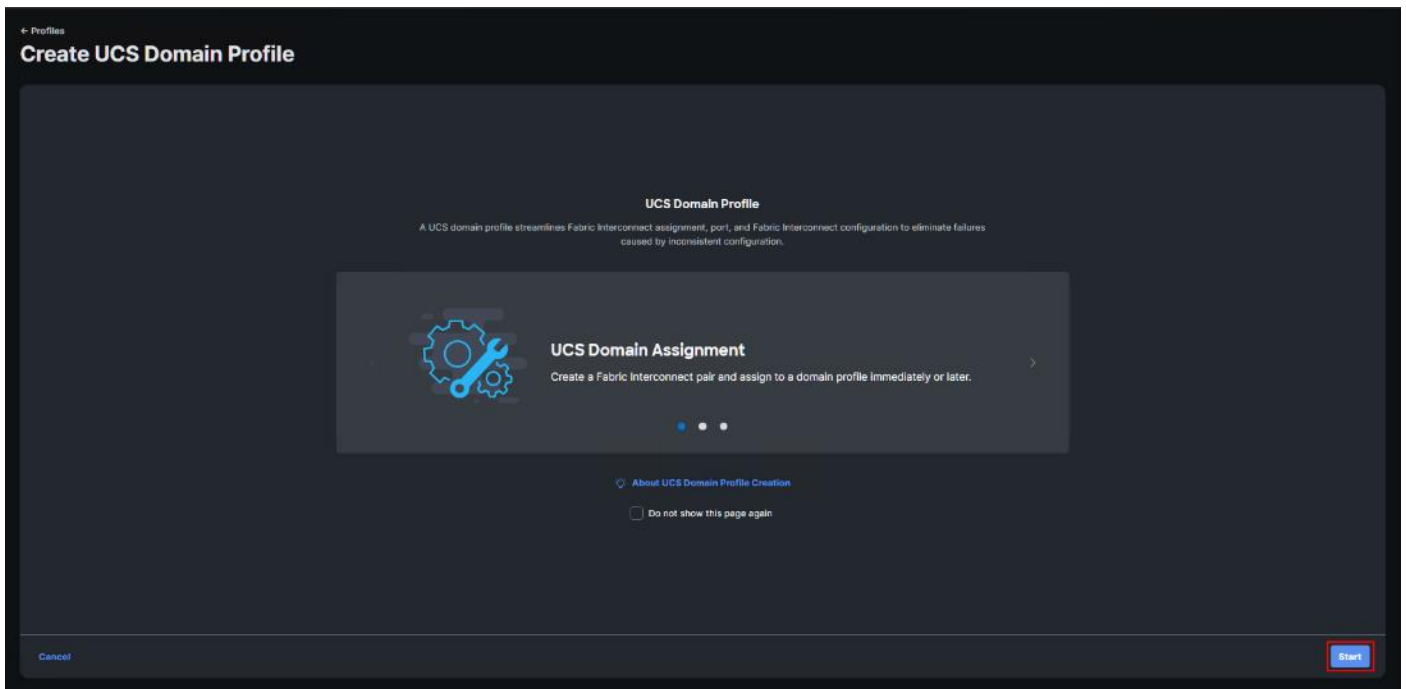 ← Profiles
Create UCS Domain Profile
UCS Domain Profile
A UCS domain profile streamlines Fabric Interconnect assignment, port, and Fabric Interconnect configuration to eliminate failures
caused by inconsistent configuration.
UCS Domain Assignment
Create a Fabric Interconnect pair and assign to a domain profile immediately or later.
About UCS Domain Profile Creation
Do not show this page again
Cancel
Start